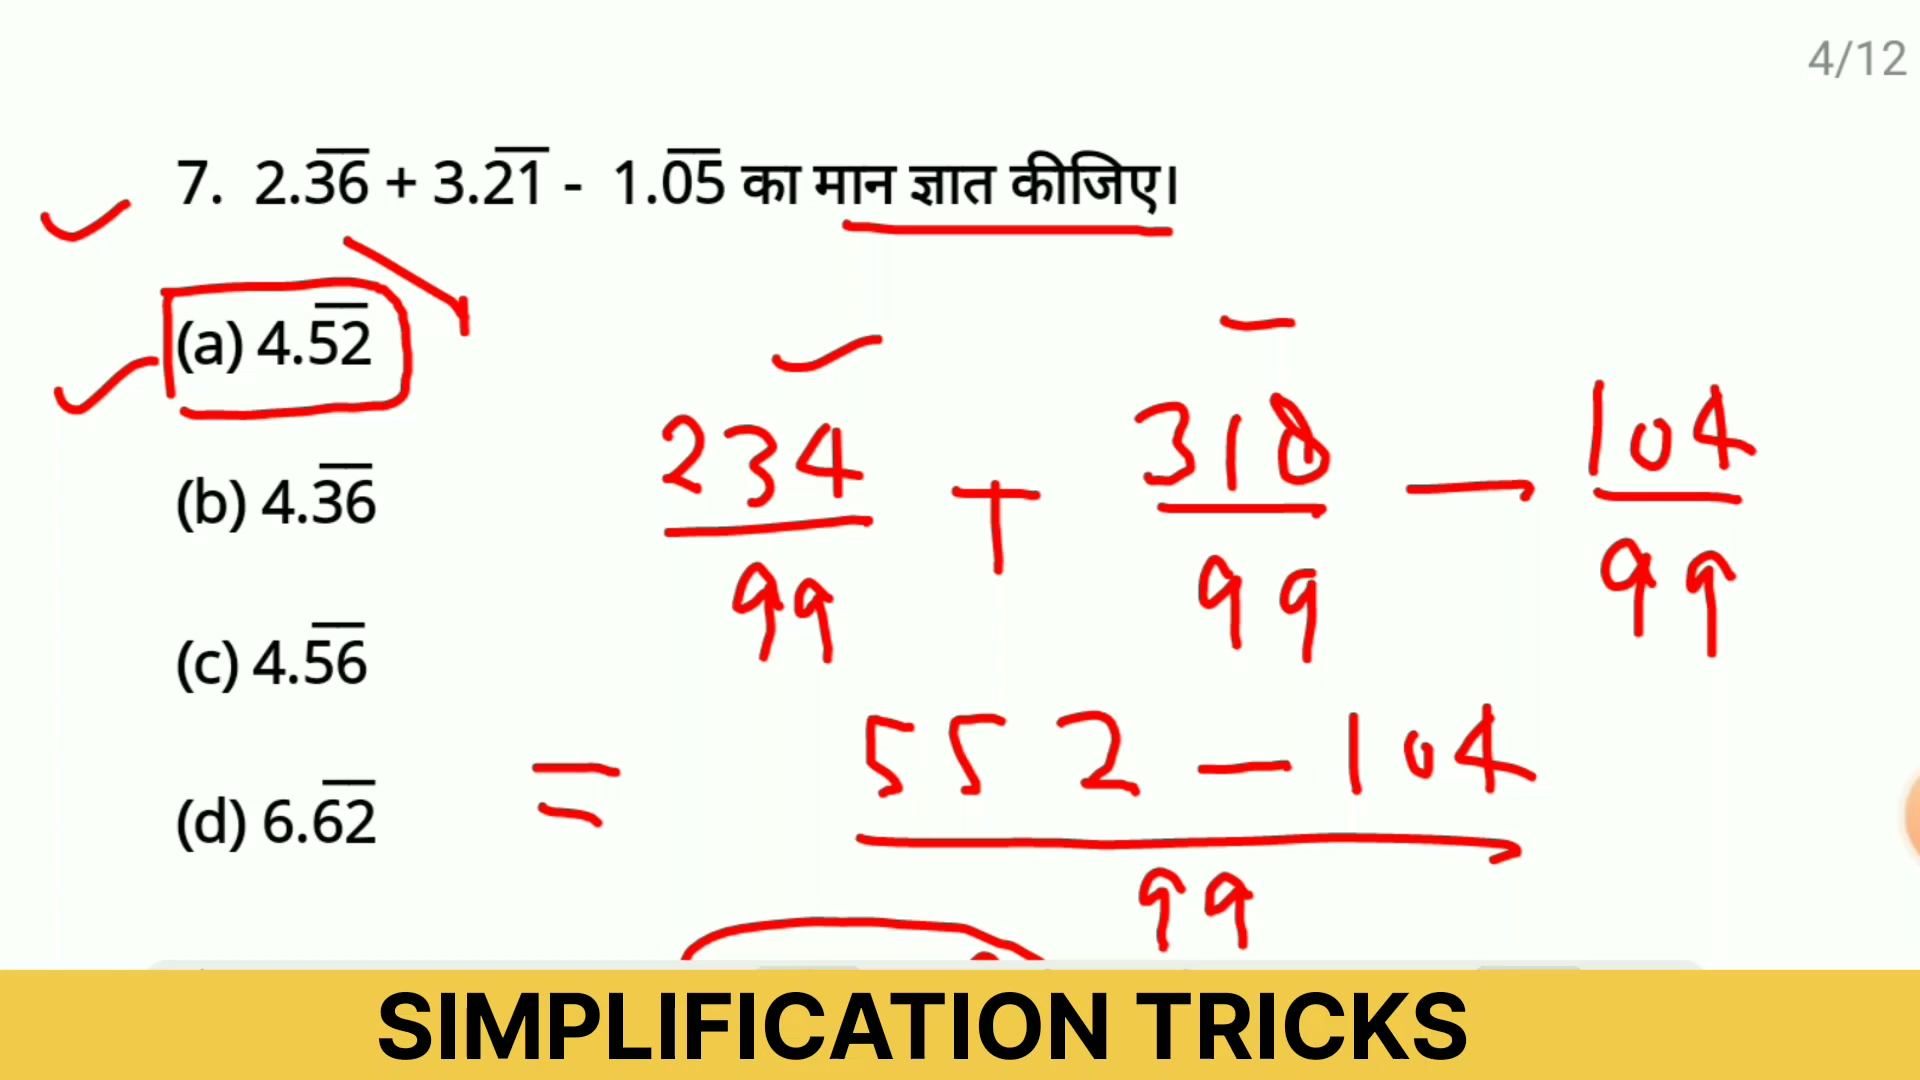 4/12
7. 2.3̅6̅ + 3.2̅1̅ - 1.0̅5̅ का मान ज्ञात कीजिए।
(a) 4.5̅2̅
(b) 4.3̅6̅
(c) 4.5̅6̅
(d) 6.6̅2̅
234/99 + 318/99 - 104/99
= 552 - 104
99
SIMPLIFICATION TRICKS